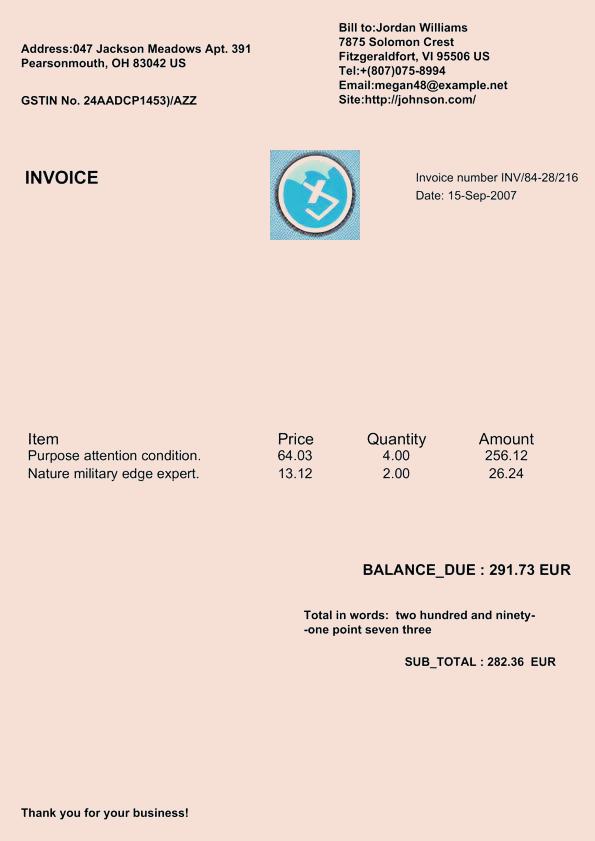 Address:047 Jackson Meadows Apt. 391
Pearsonmouth, OH 83042 US
GSTIN No. 24AADCP1453)/AZZ
Bill to:Jordan Williams
7875 Solomon Crest
Fitzgeraldfort, VI 95506 US
Tel:+(807)075-8994
Email:megan48@example.net
Site:http://johnson.com/
INVOICE
Invoice number INV/84-28/216
Date: 15-Sep-2007
Item Price Quantity Amount
Purpose attention condition. 64.03 4.00 256.12
Nature military edge expert. 13.12 2.00 26.24
BALANCE_DUE : 291.73 EUR
Total in words: two hundred and ninety-
-one point seven three
SUB_TOTAL : 282.36 EUR
Thank you for your business!